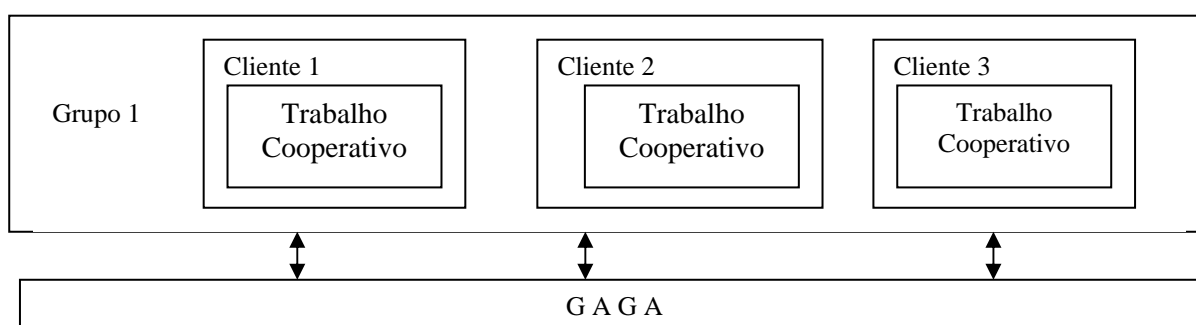 Cliente 1
Cliente 2
Cliente 3
Grupo 1
Trabalho
Cooperativo
Trabalho
Cooperativo
Trabalho
Cooperativo
G A G A